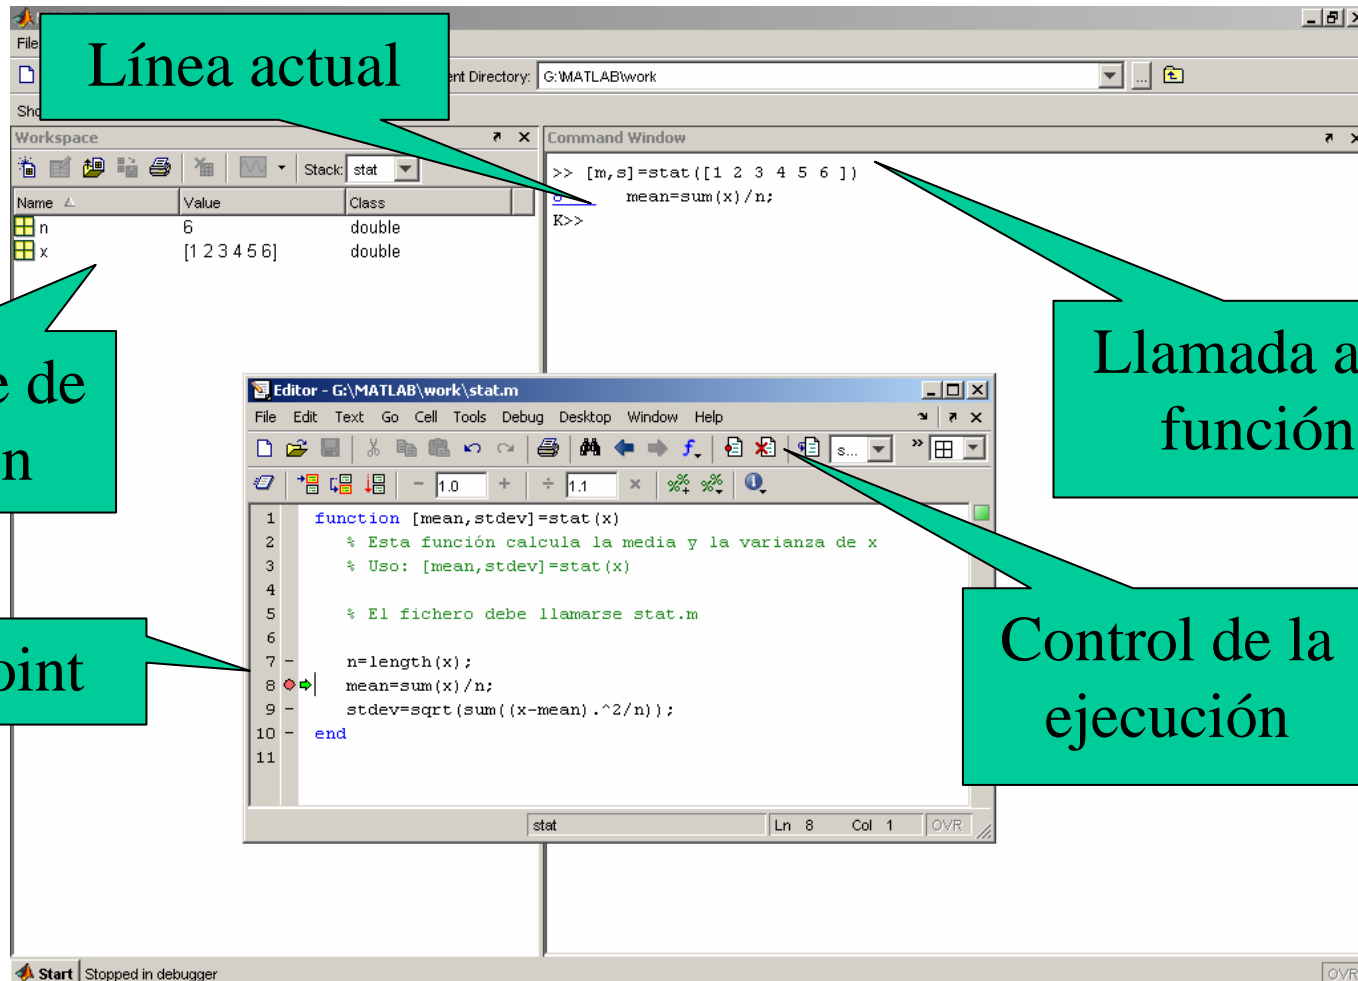 File
Línea actual
ent Directory: G:\MATLAB\work
Sho
Workspace
Stack: stat
Name Value Class
n 6 double
x [1 2 3 4 5 6] double
Command Window
>> [m,s]=stat([1 2 3 4 5 6 ])
8 mean=sum(x)/n;
K>>
e de
n
Llamada a
función
Editor - G:\MATLAB\work\stat.m
File Edit Text Go Cell Tools Debug Desktop Window Help
s...
1.0
1.1
1 function [mean,stdev]=stat(x)
2 % Esta función calcula la media y la varianza de x
3 % Uso: [mean,stdev]=stat(x)
4
5 % El fichero debe llamarse stat.m
6
7 - n=length(x);
8 mean=sum(x)/n;
9 - stdev=sqrt(sum((x-mean).^2/n));
10 - end
11
oint
Control de la
ejecución
stat Ln 8 Col 1 OVR
Start Stopped in debugger OVR